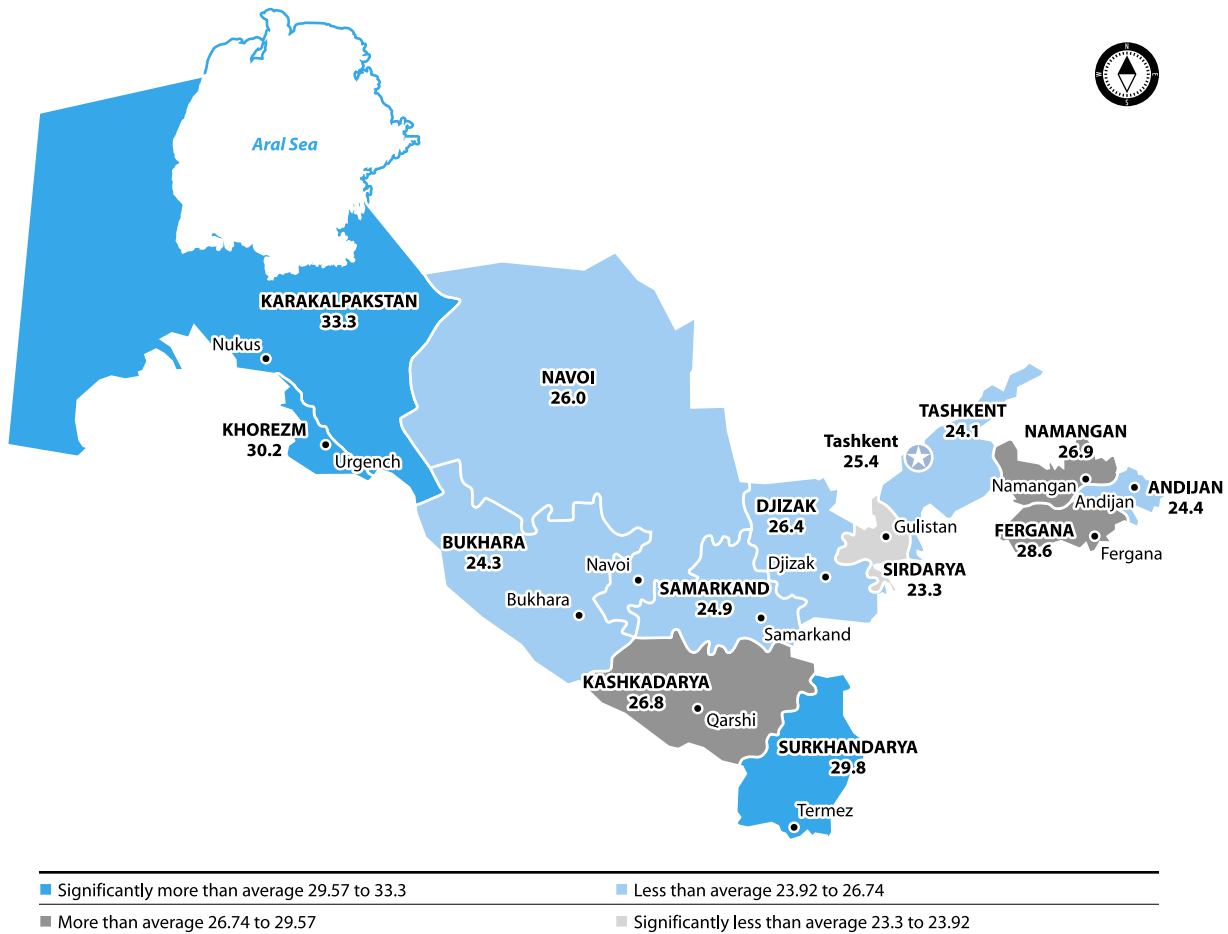 N
W
E
S
Aral Sea
KARAKALPAKSTAN
33.3
Nukus
KHOREZM
30.2
Urgench
NAVOI
26.0
TASHKENT
24.1
Tashkent
25.4
NAMANGAN
26.9
Namangan
ANDIJAN
24.4
Andijan
FERGANA
28.6
Fergana
DJIZAK
26.4
Djizak
Gulistan
SIRDARYA
23.3
BUKHARA
24.3
Bukhara
Navoi
SAMARKAND
24.9
Samarkand
KASHKADARYA
26.8
Qarshi
SURKHANDARYA
29.8
Termez
Significantly more than average 29.57 to 33.3
Less than average 23.92 to 26.74
More than average 26.74 to 29.57
Significantly less than average 23.3 to 23.92